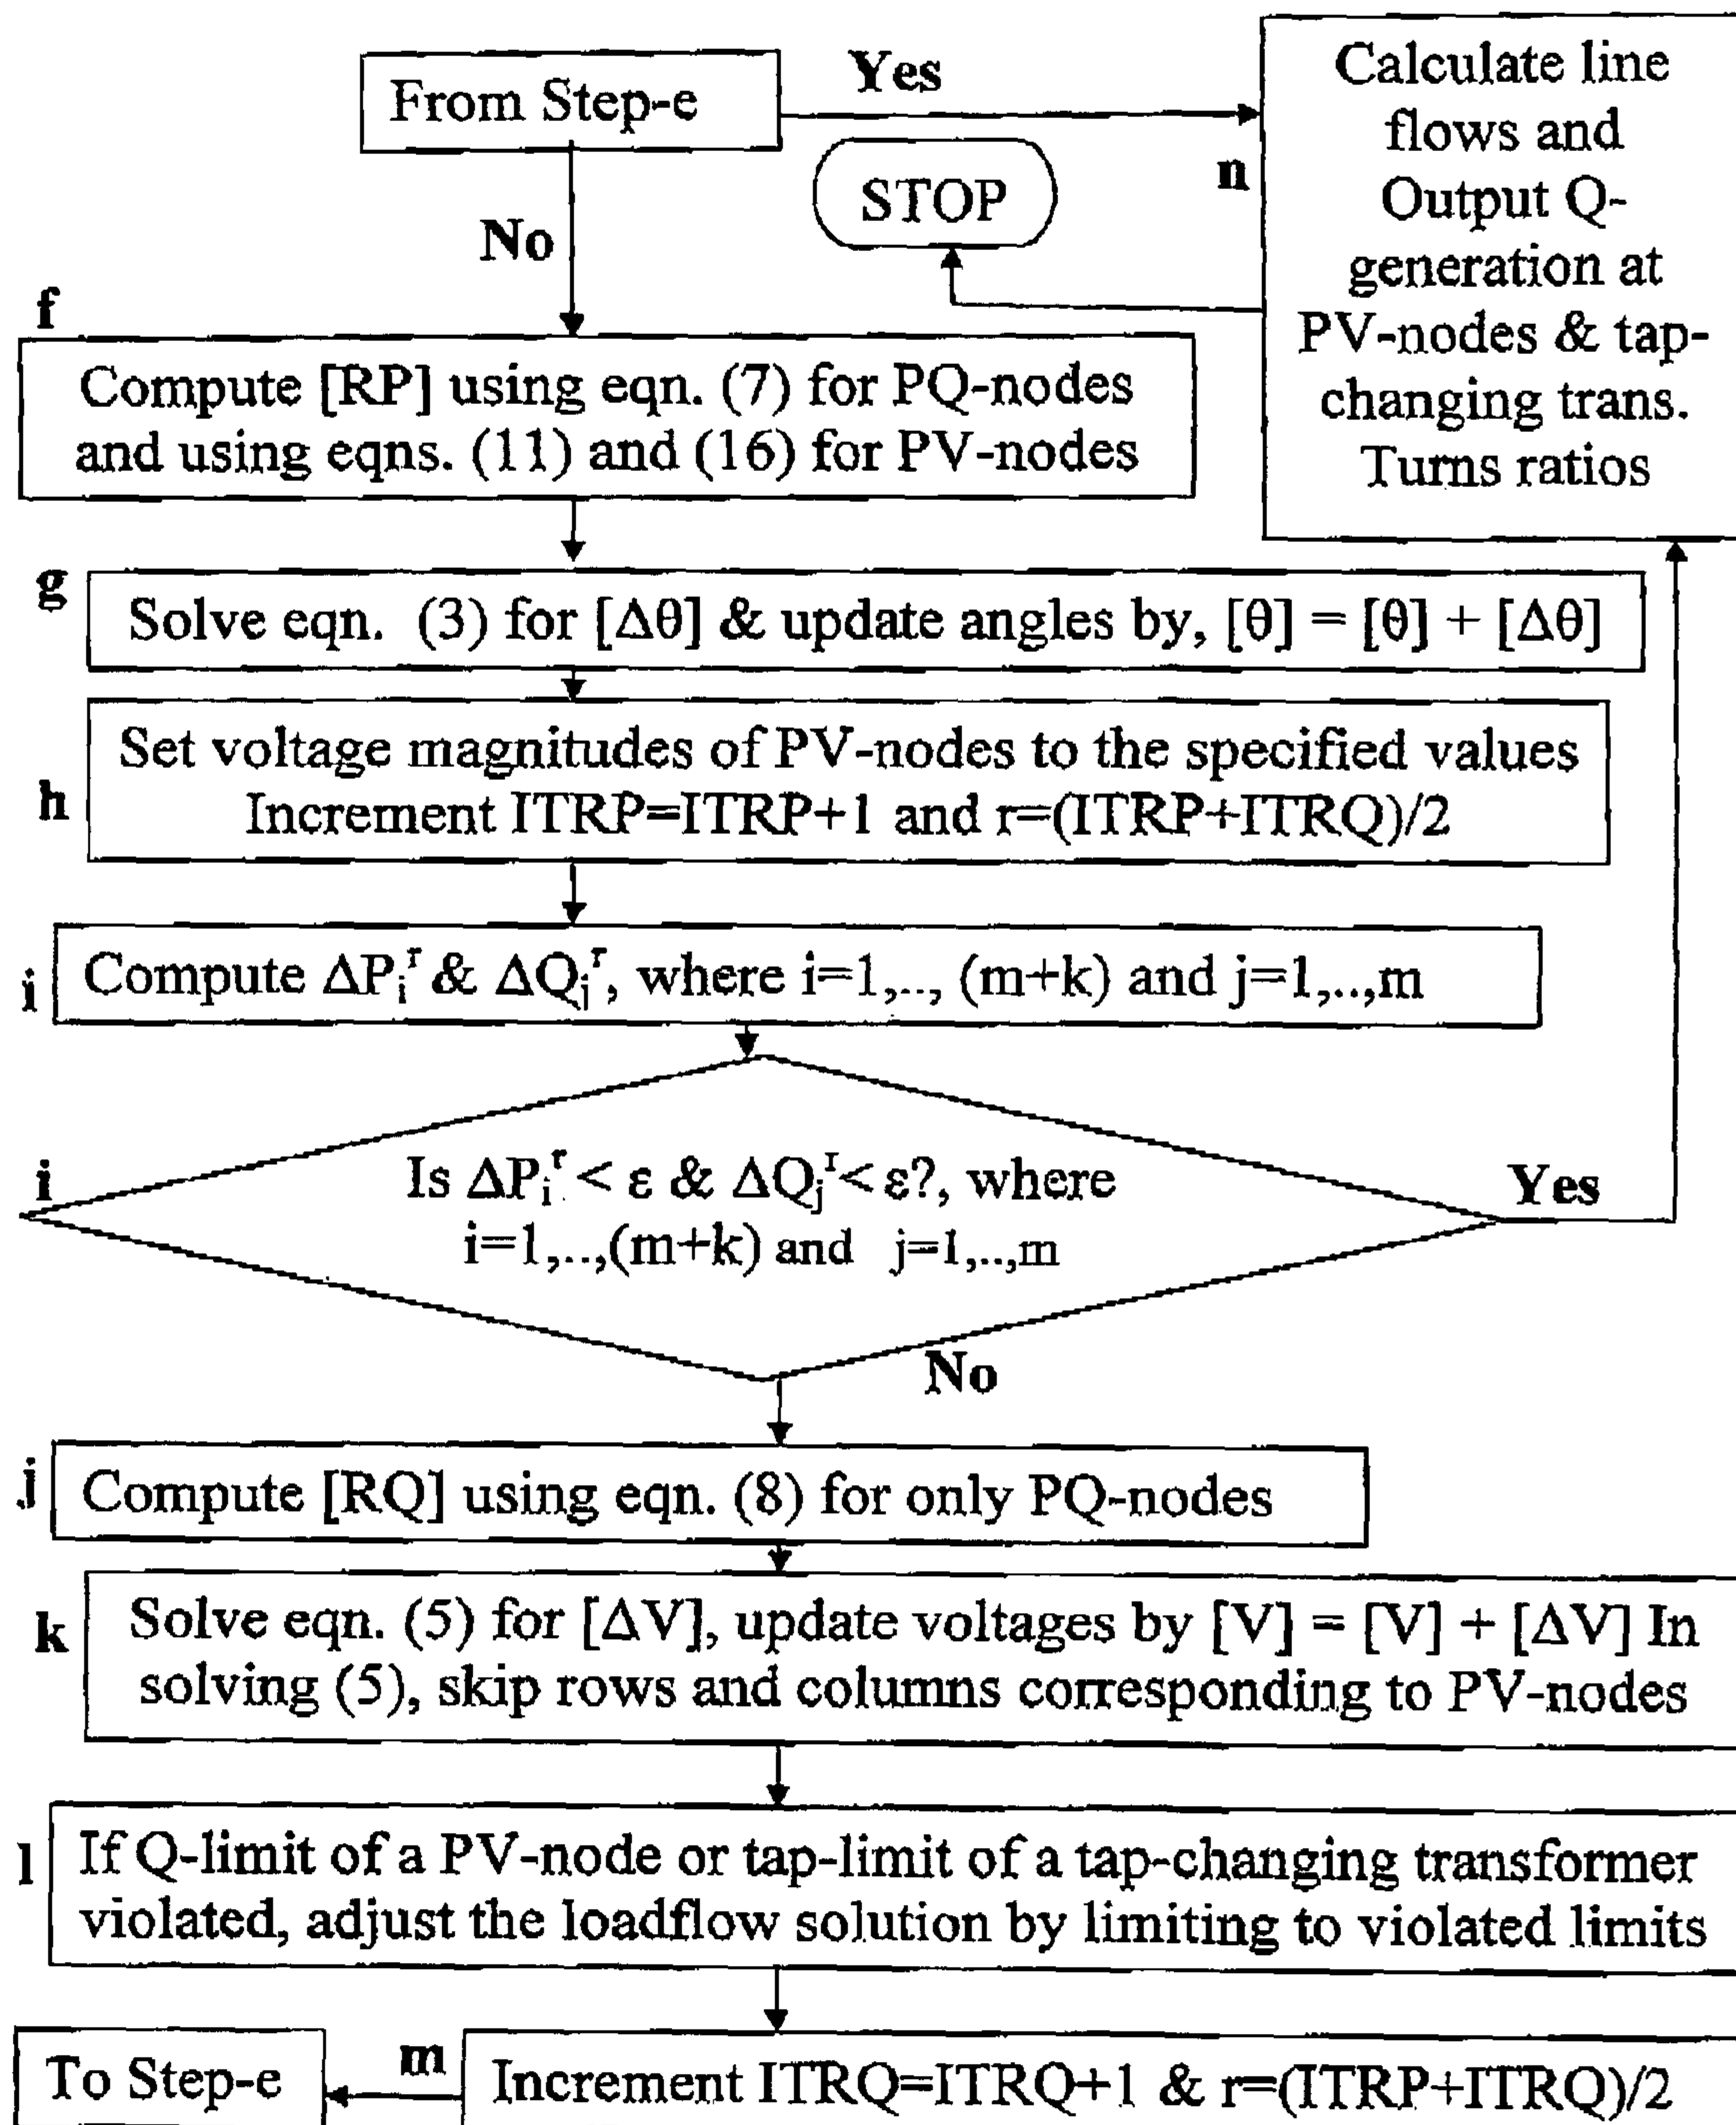 From Step-e
Yes
No
STOP
n
Calculate line
flows and
Output Q-
generation at
PV-nodes & tap-
changing trans.
Turns ratios
f
Compute [RP] using eqn. (7) for PQ-nodes
and using eqns. (11) and (16) for PV-nodes
g
Solve eqn. (3) for [Δθ] & update angles by, [θ] = [θ] + [Δθ]
h
Set voltage magnitudes of PV-nodes to the specified values
Increment ITRP=ITRP+1 and r=(ITRP+ITRQ)/2
i
Compute ΔPᵢʳ & ΔQⱼʳ, where i=1,.., (m+k) and j=1,..,m
i
Is ΔPᵢʳ < ε & ΔQⱼʳ < ε?, where
i=1,..,(m+k) and j=1,..,m
Yes
No
j
Compute [RQ] using eqn. (8) for only PQ-nodes
k
Solve eqn. (5) for [ΔV], update voltages by [V] = [V] + [ΔV] In
solving (5), skip rows and columns corresponding to PV-nodes
l
If Q-limit of a PV-node or tap-limit of a tap-changing transformer
violated, adjust the loadflow solution by limiting to violated limits
To Step-e
m
Increment ITRQ=ITRQ+1 & r=(ITRP+ITRQ)/2